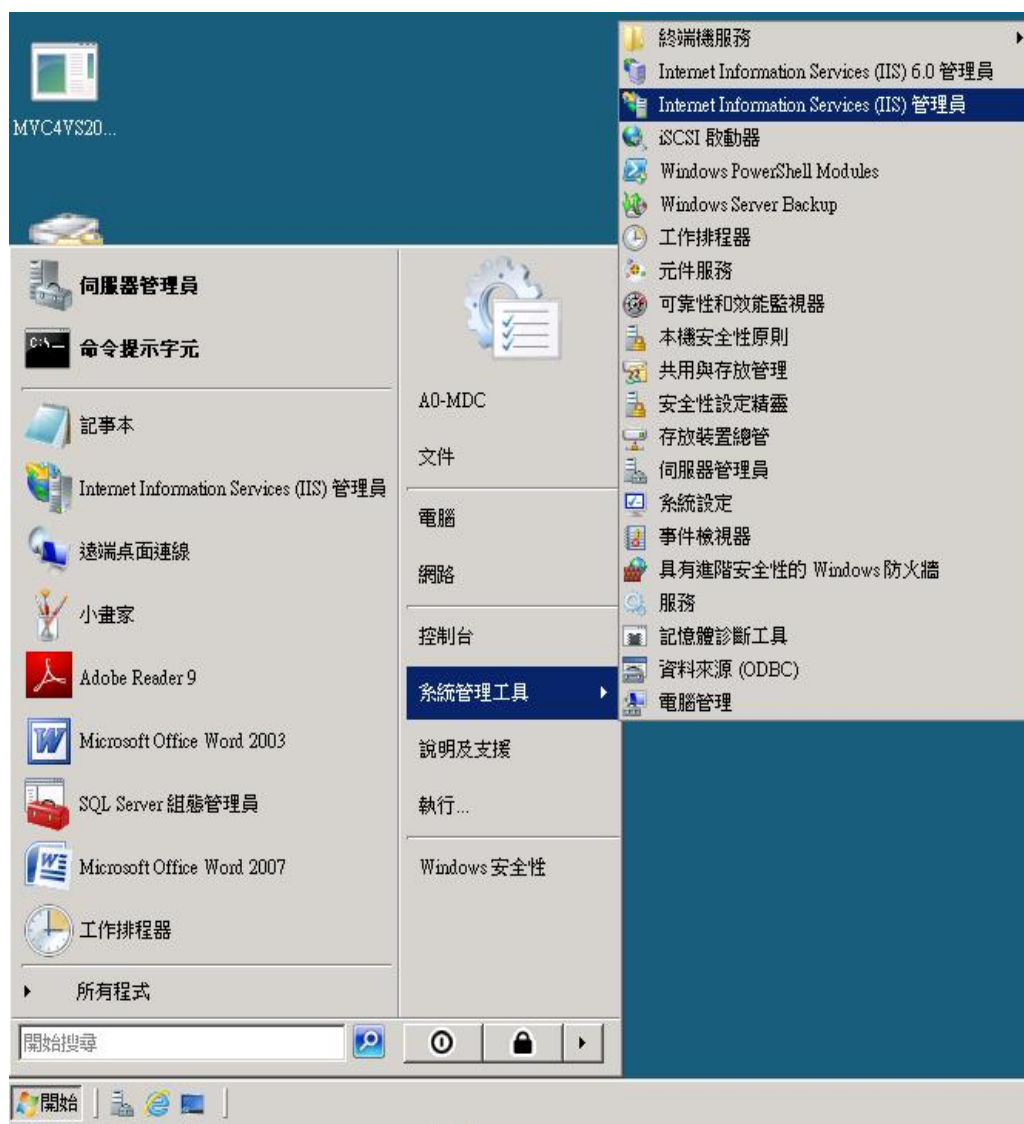 MVC4VS20...
伺服器管理員
命令提示字元
記事本
Internet Information Services (IIS) 管理員
遠端桌面連線
小畫家
Adobe Reader 9
Microsoft Office Word 2003
SQL Server 組態管理員
Microsoft Office Word 2007
工作排程器
所有程式
開始搜尋
A0-MDC
文件
電腦
網路
控制台
系統管理工具
說明及支援
執行...
Windows 安全性
終端機服務
Internet Information Services (IIS) 6.0 管理員
Internet Information Services (IIS) 管理員
iSCSI 啟動器
Windows PowerShell Modules
Windows Server Backup
工作排程器
元件服務
可靠性和效能監視器
本機安全性原則
共用與存放管理
安全性設定精靈
存放裝置總管
伺服器管理員
系統設定
事件檢視器
具有進階安全性的 Windows 防火牆
服務
記憶體診斷工具
資料來源 (ODBC)
電腦管理
開始